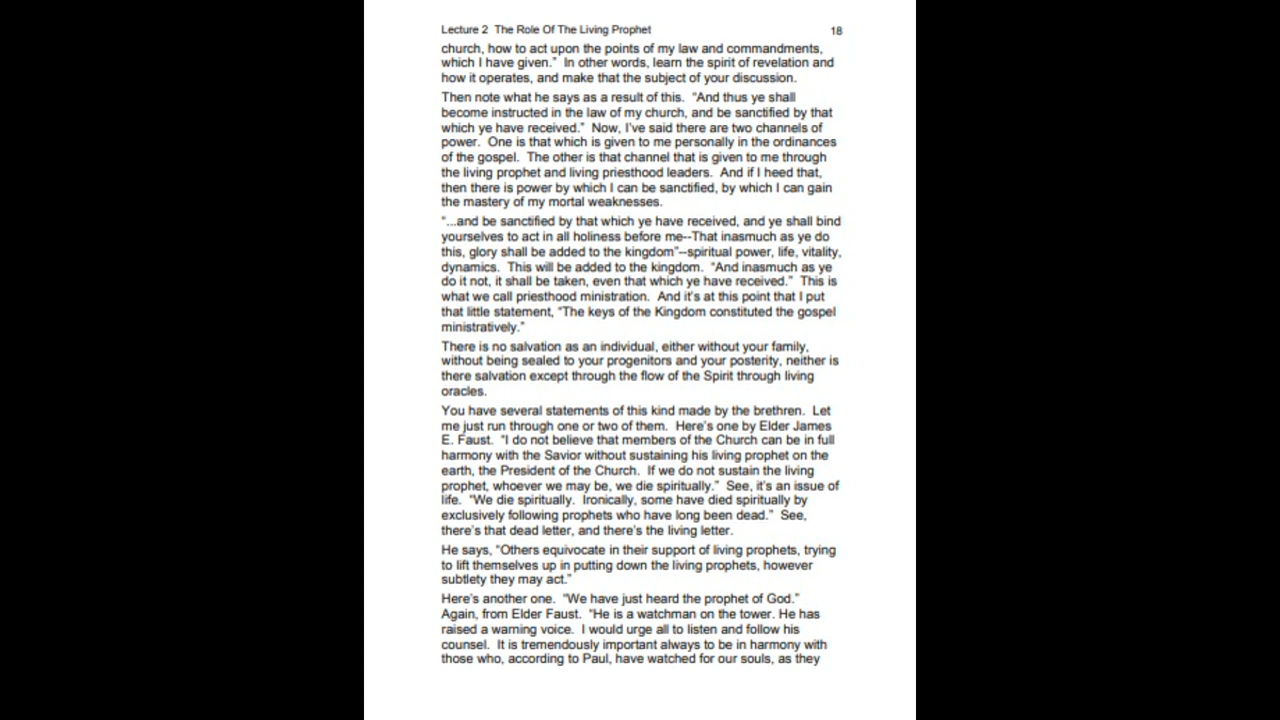 Lecture 2  The Role Of The Living Prophet 18
church, how to act upon the points of my law and commandments,
which I have given.”  In other words, learn the spirit of revelation and
how it operates, and make that the subject of your discussion.
Then note what he says as a result of this.  “And thus ye shall
become instructed in the law of my church, and be sanctified by that
which ye have received.”  Now, I’ve said there are two channels of
power.  One is that which is given to me personally in the ordinances
of the gospel.  The other is that channel that is given to me through
the living prophet and living priesthood leaders.  And if I heed that,
then there is power by which I can be sanctified, by which I can gain
the mastery of my mortal weaknesses.
“...and be sanctified by that which ye have received, and ye shall bind
yourselves to act in all holiness before me--That inasmuch as ye do
this, glory shall be added to the kingdom”--spiritual power, life, vitality,
dynamics.  This will be added to the kingdom.  “And inasmuch as ye
do it not, it shall be taken, even that which ye have received.”  This is
what we call priesthood ministration.  And it’s at this point that I put
that little statement, “The keys of the Kingdom constituted the gospel
ministratively.”
There is no salvation as an individual, either without your family,
without being sealed to your progenitors and your posterity, neither is
there salvation except through the flow of the Spirit through living
oracles.
You have several statements of this kind made by the brethren.  Let
me just run through one or two of them.  Here’s one by Elder James
E. Faust.  “I do not believe that members of the Church can be in full
harmony with the Savior without sustaining his living prophet on the
earth, the President of the Church.  If we do not sustain the living
prophet, whoever we may be, we die spiritually.”  See, it’s an issue of
life.  “We die spiritually.  Ironically, some have died spiritually by
exclusively following prophets who have long been dead.”  See,
there’s that dead letter, and there’s the living letter.
He says, “Others equivocate in their support of living prophets, trying
to lift themselves up in putting down the living prophets, however
subtlety they may act.”
Here’s another one.  “We have just heard the prophet of God.”
Again, from Elder Faust.  “He is a watchman on the tower. He has
raised a warning voice.  I would urge all to listen and follow his
counsel.  It is tremendously important always to be in harmony with
those who, according to Paul, have watched for our souls, as they